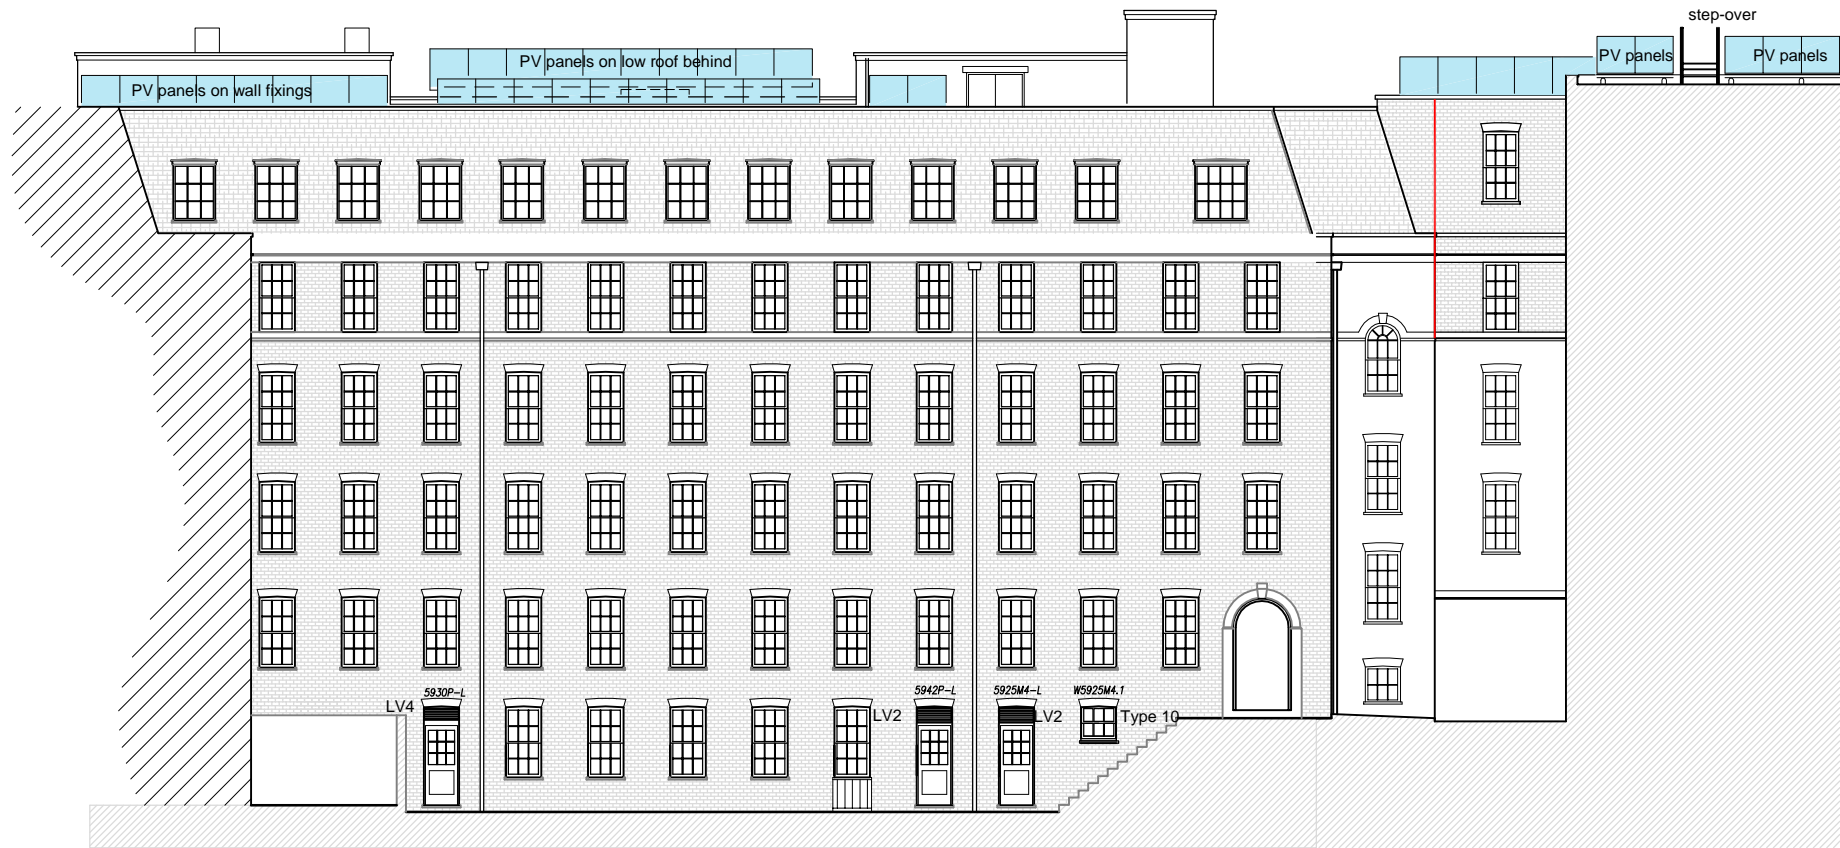 step-over
PV panels on low roof behind
PV panels
PV panels
PV panels on wall fixings
5930P-L
5942P-L
5925M4-L
W5925M4.1
LV4
LV2
LV2
Type 10